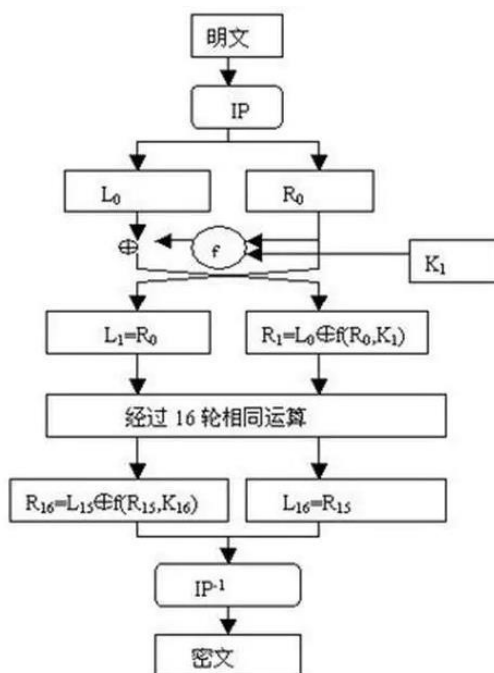 明文
IP
L₀
R₀
⊕
f
K₁
L₁=R₀
R₁=L₀⊕f(R₀,K₁)
经过 16 轮相同运算
R₁₆=L₁₅⊕f(R₁₅,K₁₆)
L₁₆=R₁₅
IP⁻¹
密文